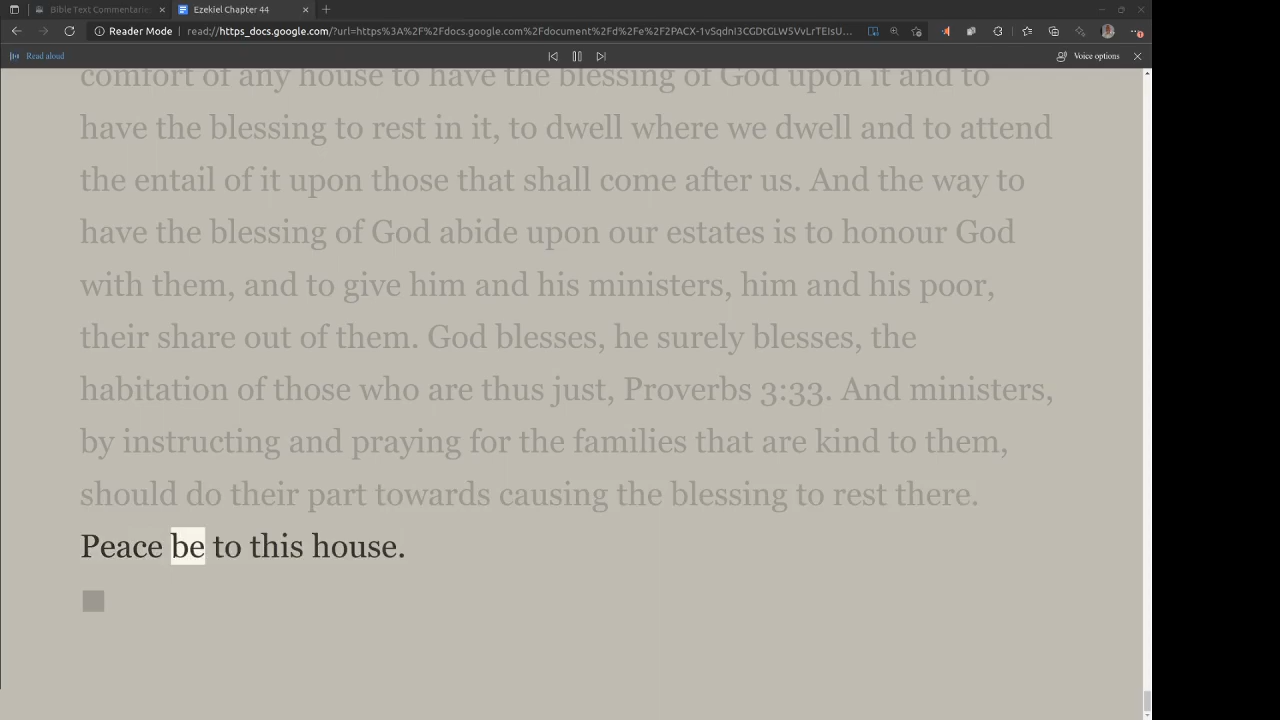 Bible Text Commentarie
Ezekiel Chapter 44
Reader Mode
read://https_docs.google.com/?url=https%3A%2F%2Fdocs.google.com%2Fdocument%2Fd%2Fe%2F2PACX-1vSqdnI3CGDtGLW5VvLrTEIsU...
Read aloud
Voice options
comfort of any house to have the blessing of God upon it and to
have the blessing to rest in it, to dwell where we dwell and to attend
the entail of it upon those that shall come after us. And the way to
have the blessing of God abide upon our estates is to honour God
with them, and to give him and his ministers, him and his poor,
their share out of them. God blesses, he surely blesses, the
habitation of those who are thus just, Proverbs 3:33. And ministers,
by instructing and praying for the families that are kind to them,
should do their part towards causing the blessing to rest there.
Peace be to this house.